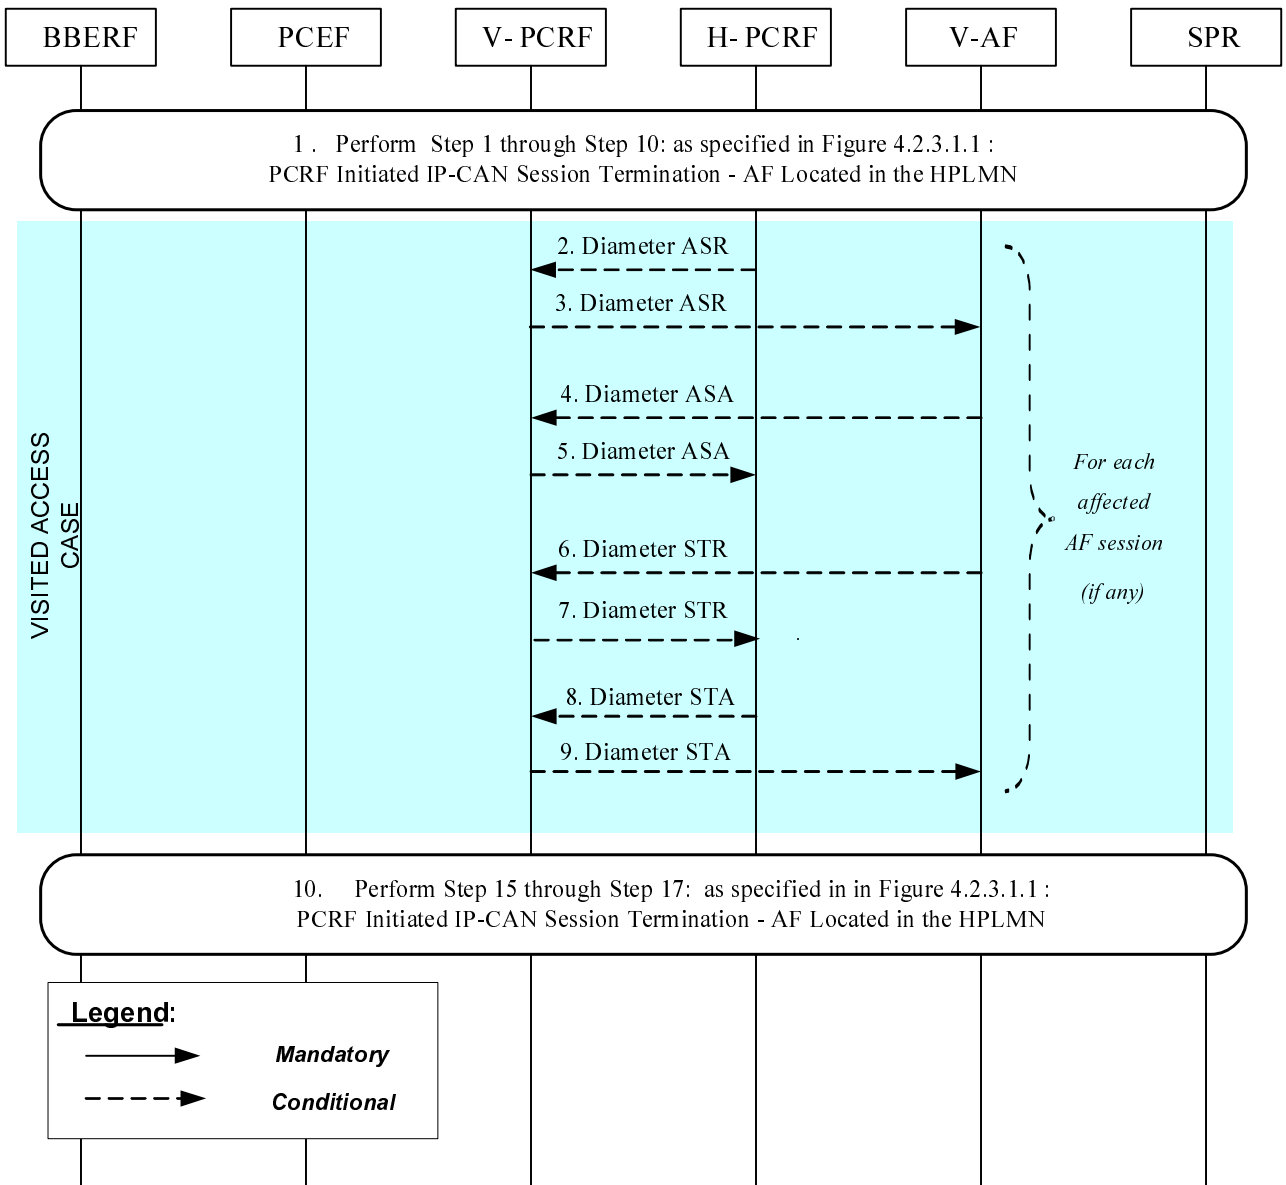 BBERF
PCEF
V- PCRF
H- PCRF
V-AF
SPR
1 . Perform Step 1 through Step 10: as specified in Figure 4.2.3.1.1 :
PCRF Initiated IP-CAN Session Termination - AF Located in the HPLMN
2. Diameter ASR
3. Diameter ASR
4. Diameter ASA
5. Diameter ASA
6. Diameter STR
7. Diameter STR
8. Diameter STA
9. Diameter STA
VISITED ACCESS
CASE
For each
affected
AF session
(if any)
10. Perform Step 15 through Step 17: as specified in in Figure 4.2.3.1.1 :
PCRF Initiated IP-CAN Session Termination - AF Located in the HPLMN
Legend:
Mandatory
Conditional